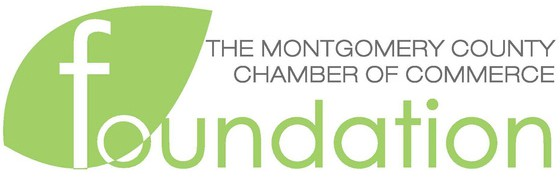 THE MONTGOMERY COUNTY
CHAMBER OF COMMERCE
foundation